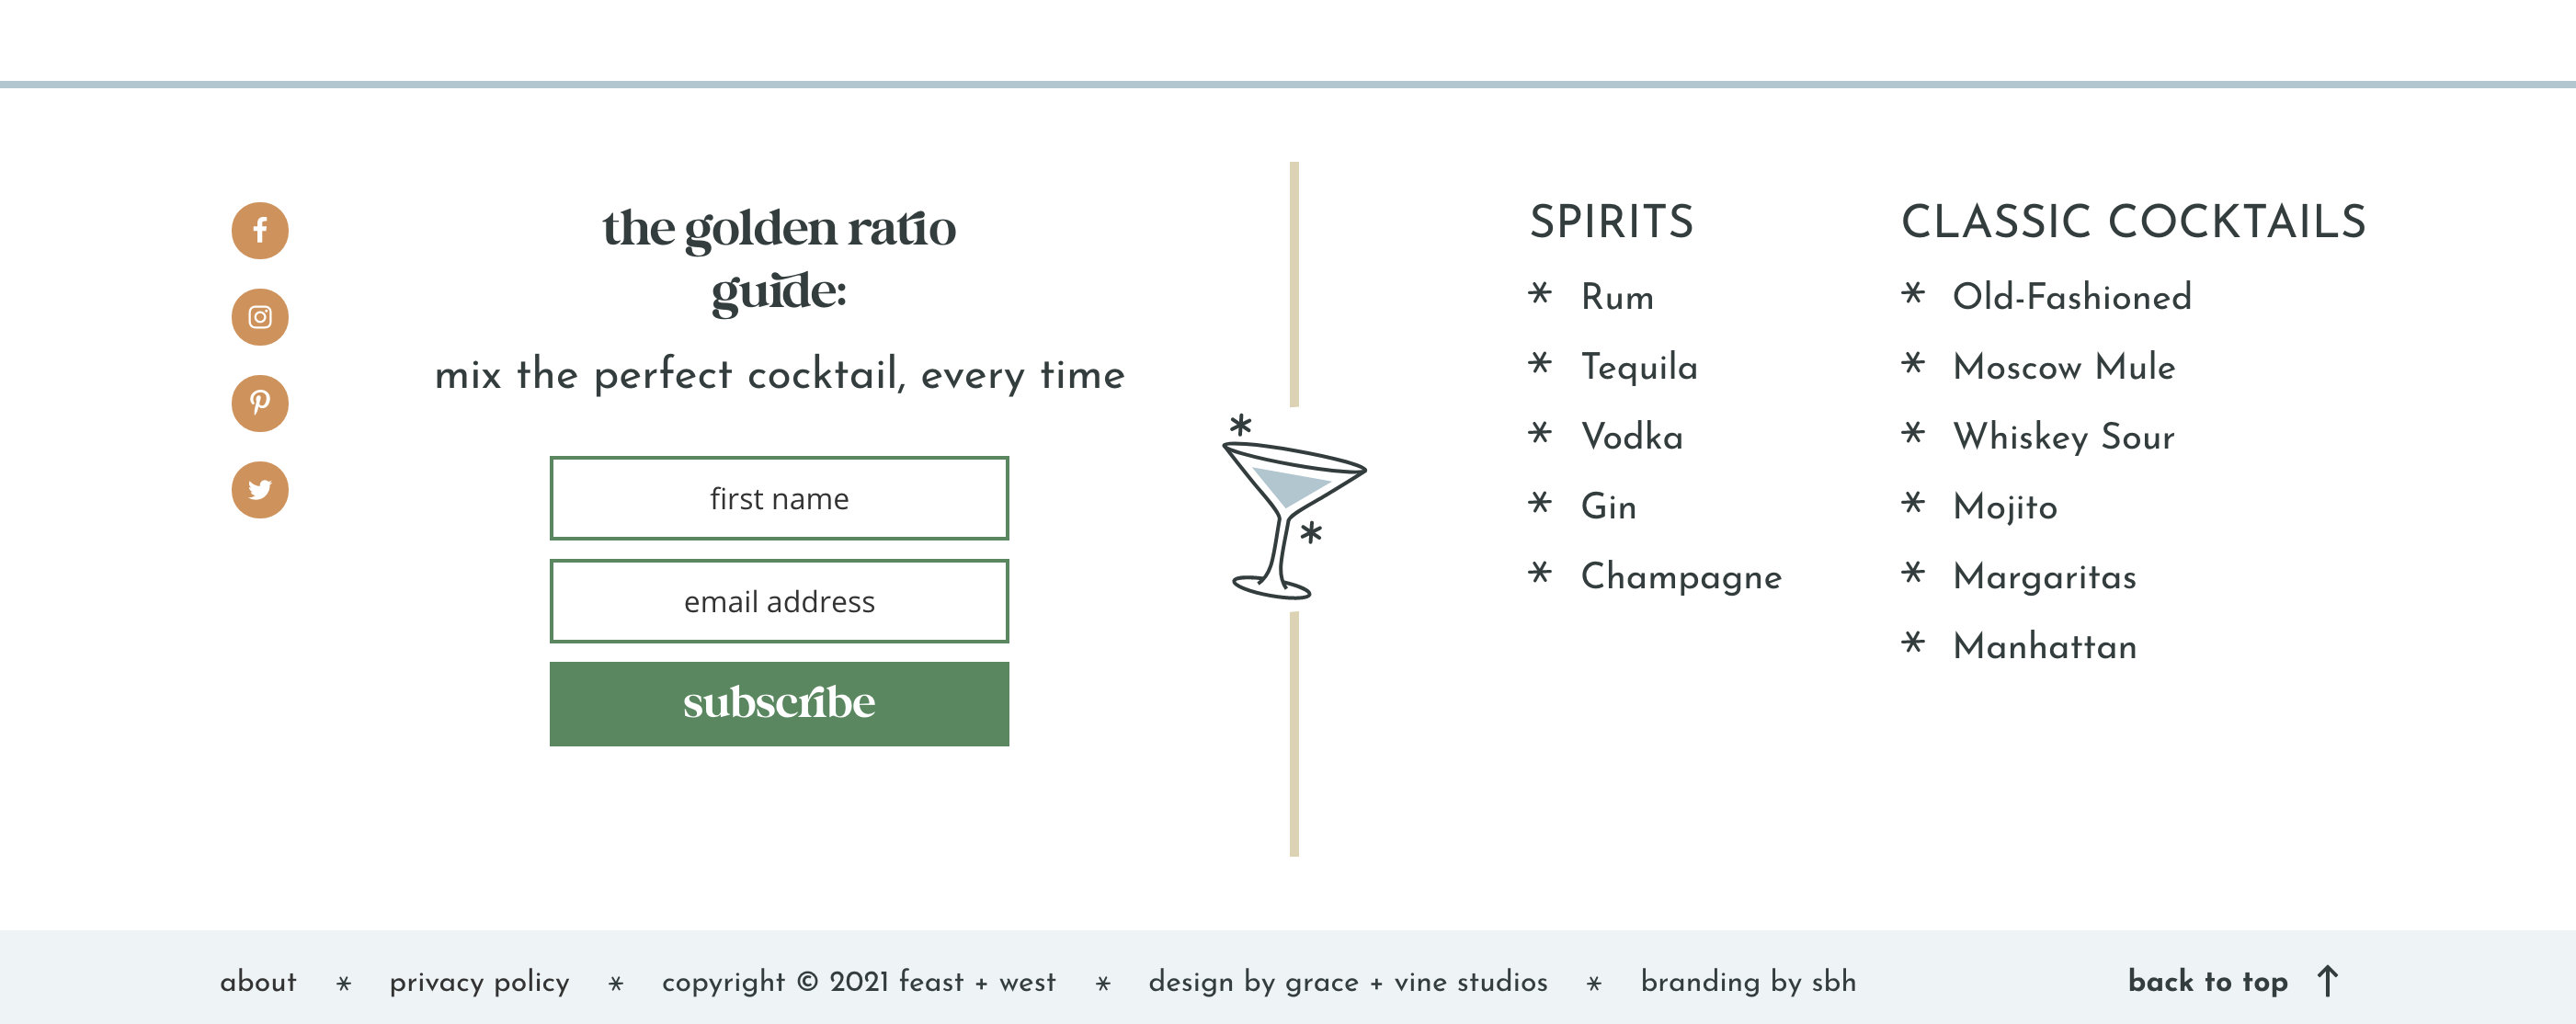 the golden ratio
guide:
mix the perfect cocktail, every time
first name
email address
subscribe
SPIRITS
* Rum
* Tequila
* Vodka
* Gin
* Champagne
CLASSIC COCKTAILS
* Old-Fashioned
* Moscow Mule
* Whiskey Sour
* Mojito
* Margaritas
* Manhattan
about * privacy policy * copyright © 2021 feast + west * design by grace + vine studios * branding by sbh
back to top ↑